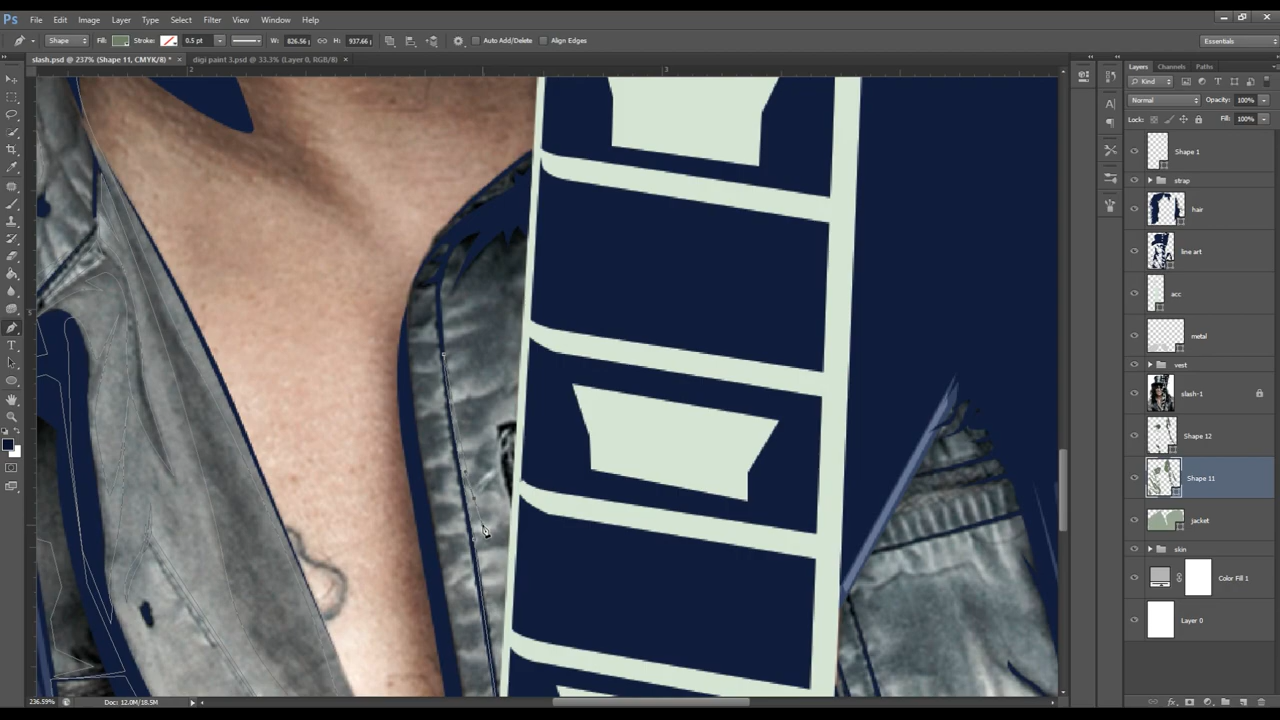 Ps File Edit Image Layer Type Select Filter View Window Help
Shape Fill: Stroke: 0.5 pt W: 826.56 H: 937.66 Auto Add/Delete Align Edges Essentials
slash.psd @ 237% (Shape 11, CMYK/8) * × digi paint 3.psd @ 33.3% (Layer 0, RGB/8) ×
2 3
5
Layers Channels Paths
Kind
Normal Opacity: 100%
Lock: Fill: 100%
Shape 1
strap
hair
line art
acc
metal
vest
slash-1
Shape 12
Shape 11
jacket
skin
Color Fill 1
Layer 0
236.59% Doc: 12.0M/18.5M